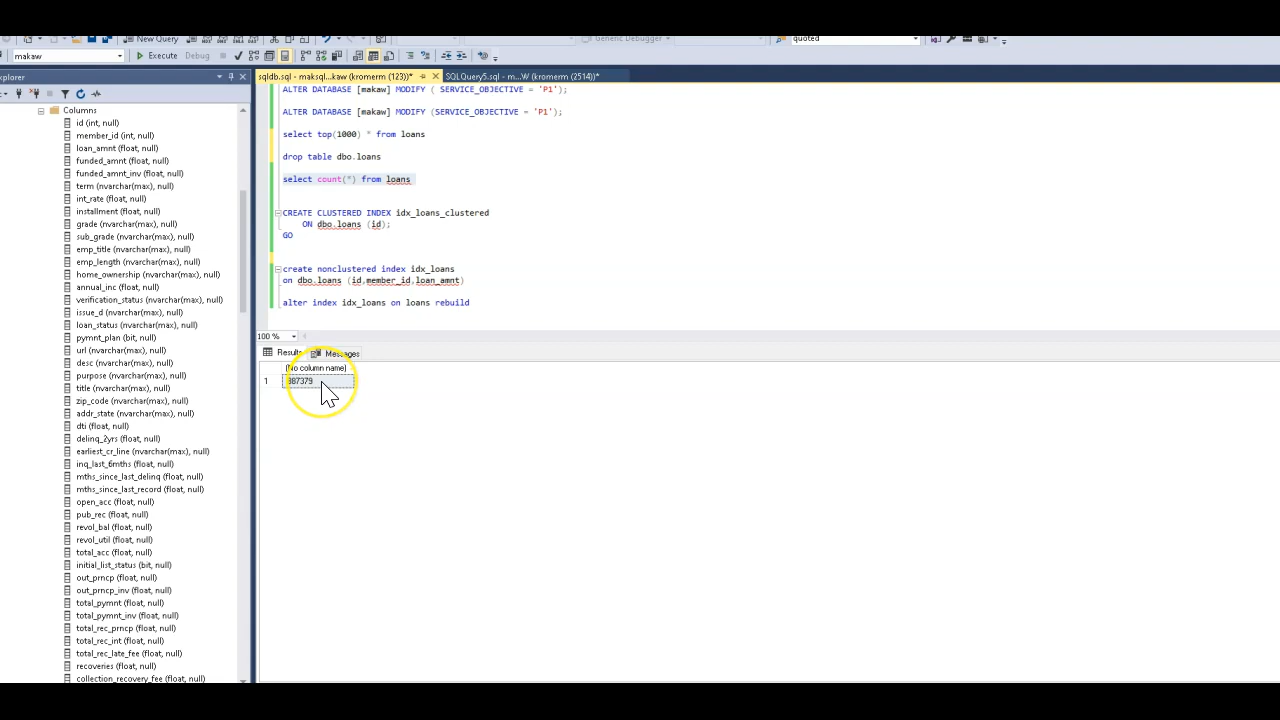 New Query
Generic Debugger
quoted
makaw
Execute
Debug
xplorer
sqldb.sql - maksql...kaw (kromerm (123))*
SQLQuery5.sql - m...W (kromerm (2514))*
Columns
id (int, null)
member_id (int, null)
loan_amnt (float, null)
funded_amnt (float, null)
funded_amnt_inv (float, null)
term (nvarchar(max), null)
int_rate (float, null)
installment (float, null)
grade (nvarchar(max), null)
sub_grade (nvarchar(max), null)
emp_title (nvarchar(max), null)
emp_length (nvarchar(max), null)
home_ownership (nvarchar(max), null)
annual_inc (float, null)
verification_status (nvarchar(max), null)
issue_d (nvarchar(max), null)
loan_status (nvarchar(max), null)
pymnt_plan (bit, null)
url (nvarchar(max), null)
desc (nvarchar(max), null)
purpose (nvarchar(max), null)
title (nvarchar(max), null)
zip_code (nvarchar(max), null)
addr_state (nvarchar(max), null)
dti (float, null)
delinq_2yrs (float, null)
earliest_cr_line (nvarchar(max), null)
inq_last_6mths (float, null)
mths_since_last_delinq (float, null)
mths_since_last_record (float, null)
open_acc (float, null)
pub_rec (float, null)
revol_bal (float, null)
revol_util (float, null)
total_acc (float, null)
initial_list_status (bit, null)
out_prncp (float, null)
out_prncp_inv (float, null)
total_pymnt (float, null)
total_pymnt_inv (float, null)
total_rec_prncp (float, null)
total_rec_int (float, null)
total_rec_late_fee (float, null)
recoveries (float, null)
collection_recovery_fee (float, null)
ALTER DATABASE [makaw] MODIFY ( SERVICE_OBJECTIVE = 'P1');
ALTER DATABASE [makaw] MODIFY (SERVICE_OBJECTIVE = 'P1');
select top(1000) * from loans
drop table dbo.loans
select count(*) from loans
CREATE CLUSTERED INDEX idx_loans_clustered
ON dbo.loans (id);
GO
create nonclustered index idx_loans
on dbo.loans (id,member_id,loan_amnt)
alter index idx_loans on loans rebuild
100 %
Results
Messages
(No column name)
1
887379